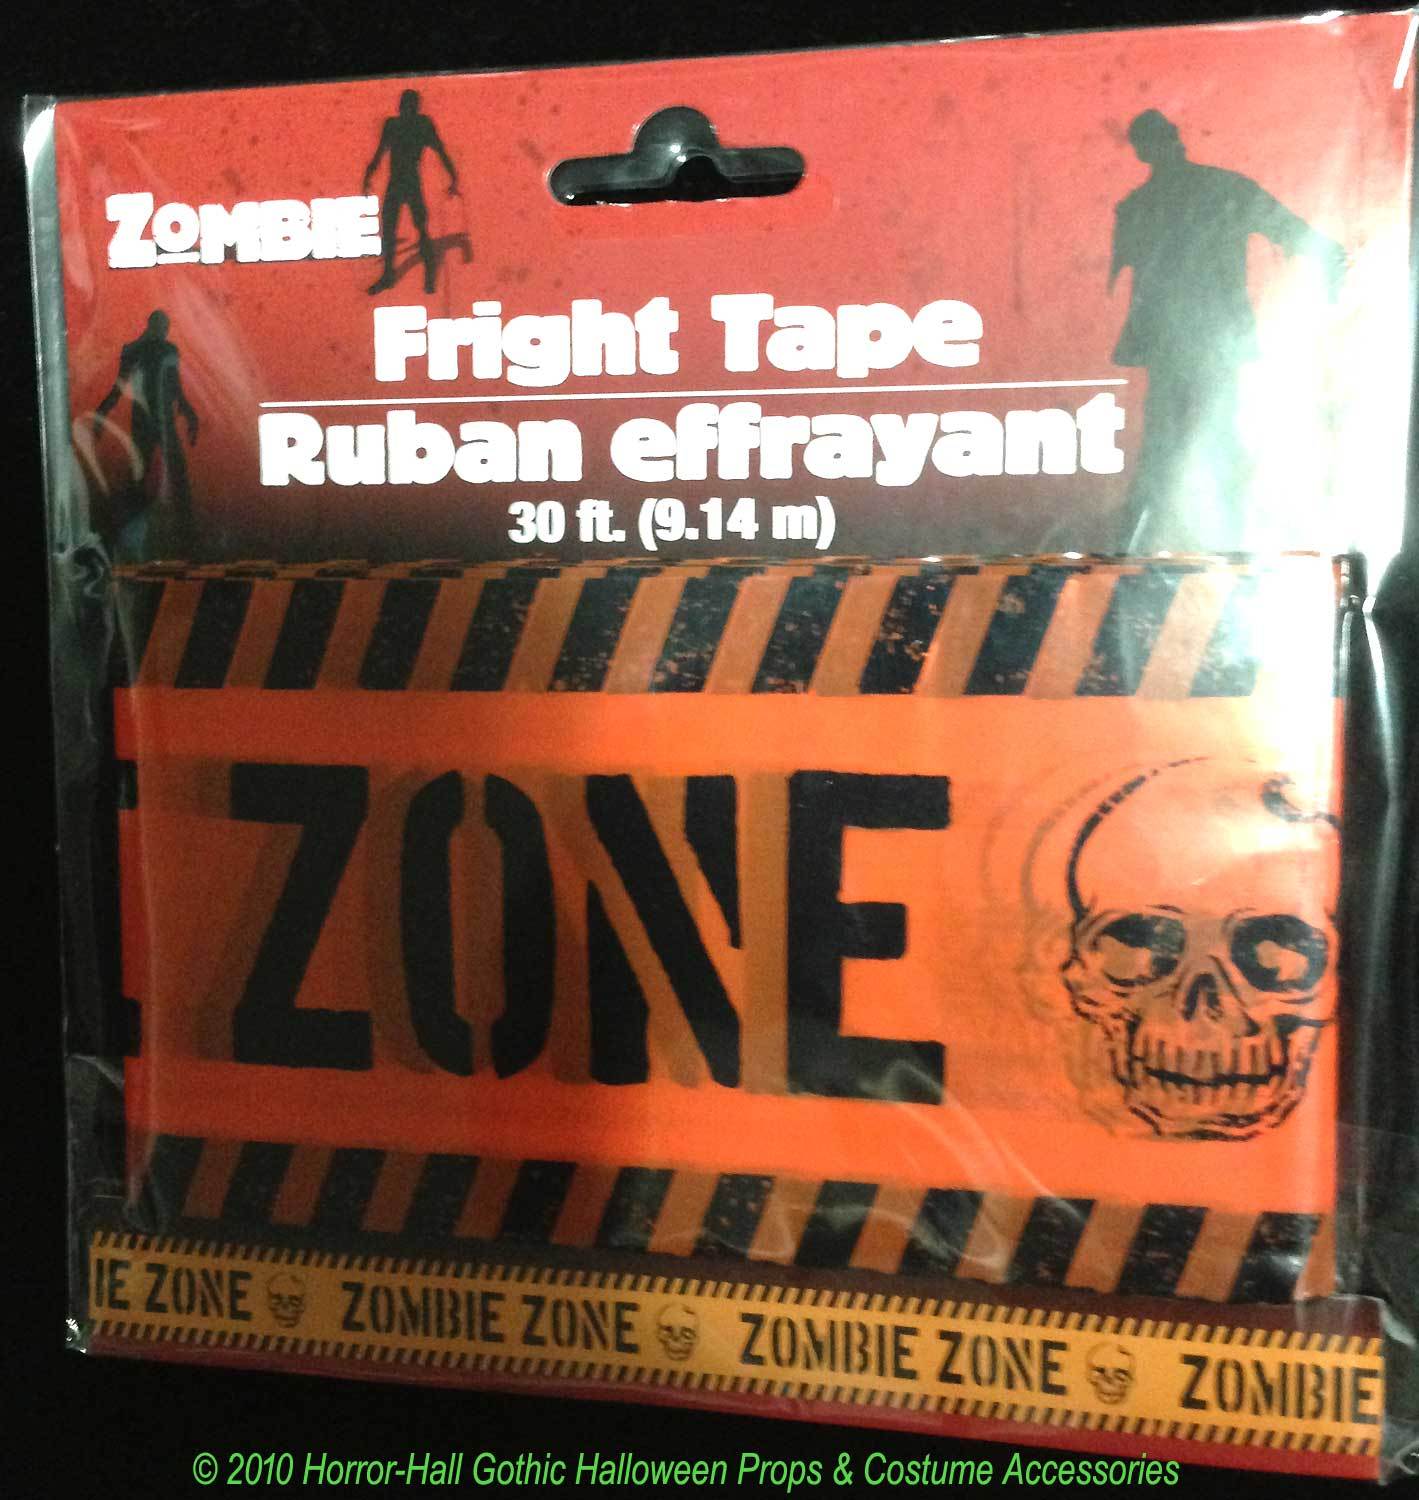 ZOMBIE
Fright Tape
Ruban effrayant
30 ft. (9.14 m)
ZONE
IE ZONE ZOMBIE ZONE ZOMBIE ZONE ZOMBIE
© 2010 Horror-Hall Gothic Halloween Props & Costume Accessories